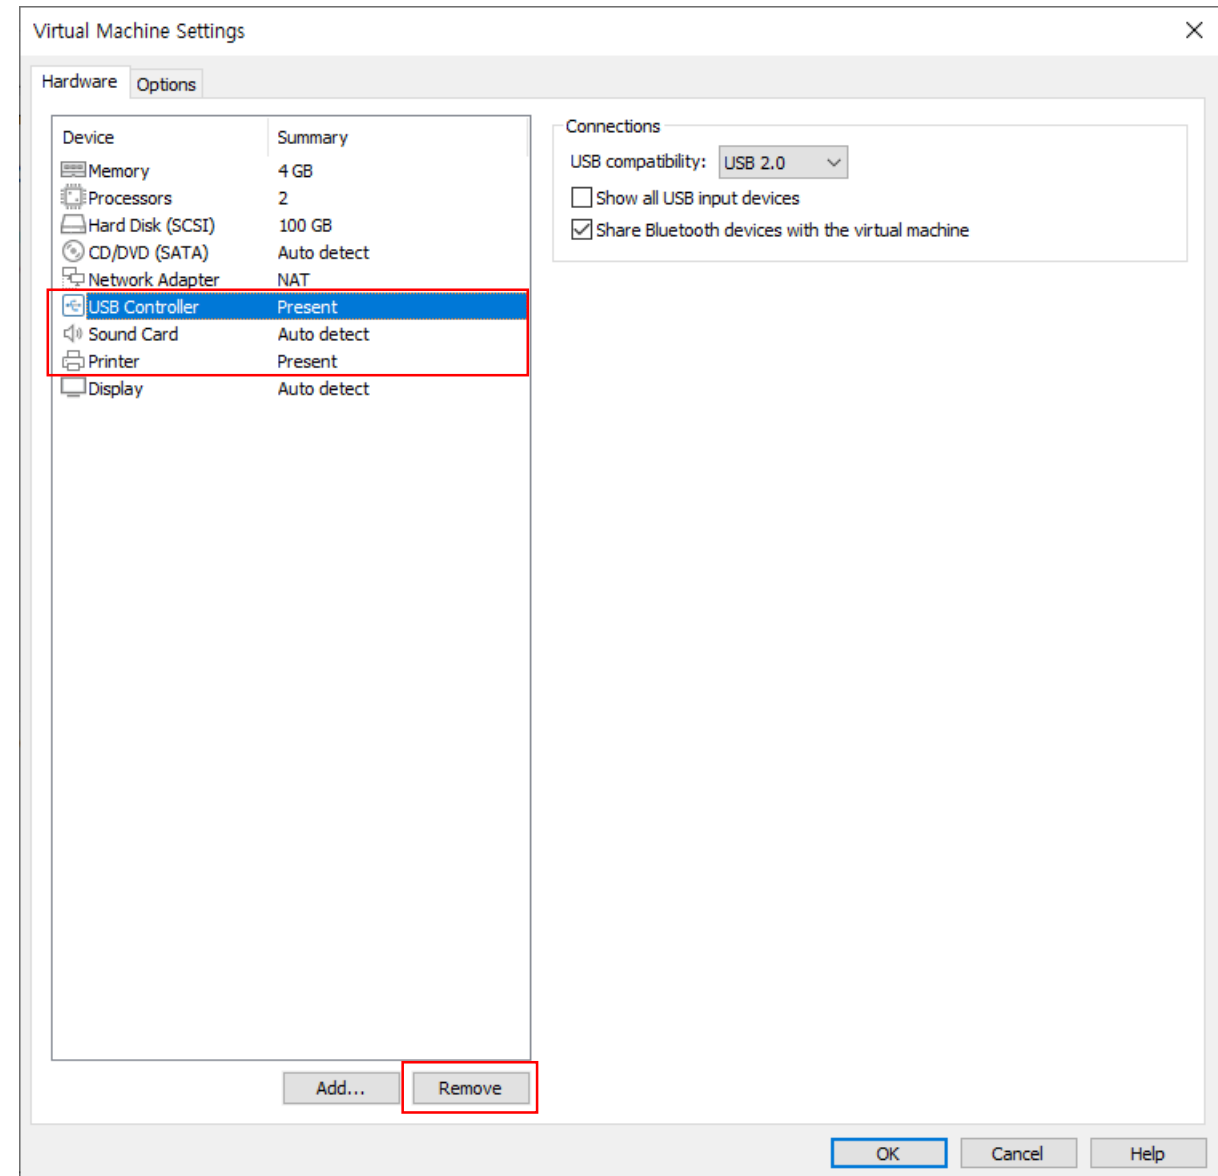 Virtual Machine Settings
Hardware Options
Device Summary
Memory 4 GB
Processors 2
Hard Disk (SCSI) 100 GB
CD/DVD (SATA) Auto detect
Network Adapter NAT
USB Controller Present
Sound Card Auto detect
Printer Present
Display Auto detect
Add... Remove
Connections
USB compatibility: USB 2.0
Show all USB input devices
Share Bluetooth devices with the virtual machine
OK Cancel Help